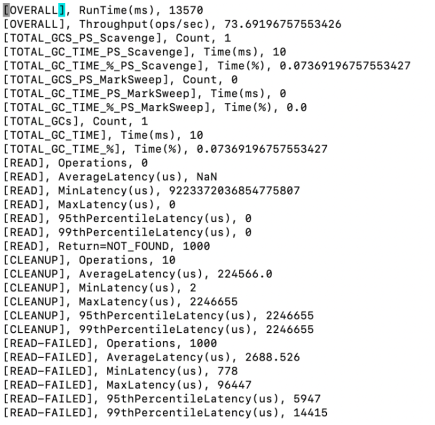 [OVERALL], RunTime(ms), 13570
[OVERALL], Throughput(ops/sec), 73.69196757553426
[TOTAL_GCS_PS_Scavenge], Count, 1
[TOTAL_GC_TIME_PS_Scavenge], Time(ms), 10
[TOTAL_GC_TIME_%_PS_Scavenge], Time(%), 0.07369196757553427
[TOTAL_GCS_PS_MarkSweep], Count, 0
[TOTAL_GC_TIME_PS_MarkSweep], Time(ms), 0
[TOTAL_GC_TIME_%_PS_MarkSweep], Time(%), 0.0
[TOTAL_GCs], Count, 1
[TOTAL_GC_TIME], Time(ms), 10
[TOTAL_GC_TIME_%], Time(%), 0.07369196757553427
[READ], Operations, 0
[READ], AverageLatency(us), NaN
[READ], MinLatency(us), 9223372036854775807
[READ], MaxLatency(us), 0
[READ], 95thPercentileLatency(us), 0
[READ], 99thPercentileLatency(us), 0
[READ], Return=NOT_FOUND, 1000
[CLEANUP], Operations, 10
[CLEANUP], AverageLatency(us), 224566.0
[CLEANUP], MinLatency(us), 2
[CLEANUP], MaxLatency(us), 2246655
[CLEANUP], 95thPercentileLatency(us), 2246655
[CLEANUP], 99thPercentileLatency(us), 2246655
[READ-FAILED], Operations, 1000
[READ-FAILED], AverageLatency(us), 2688.526
[READ-FAILED], MinLatency(us), 778
[READ-FAILED], MaxLatency(us), 96447
[READ-FAILED], 95thPercentileLatency(us), 5947
[READ-FAILED], 99thPercentileLatency(us), 14415